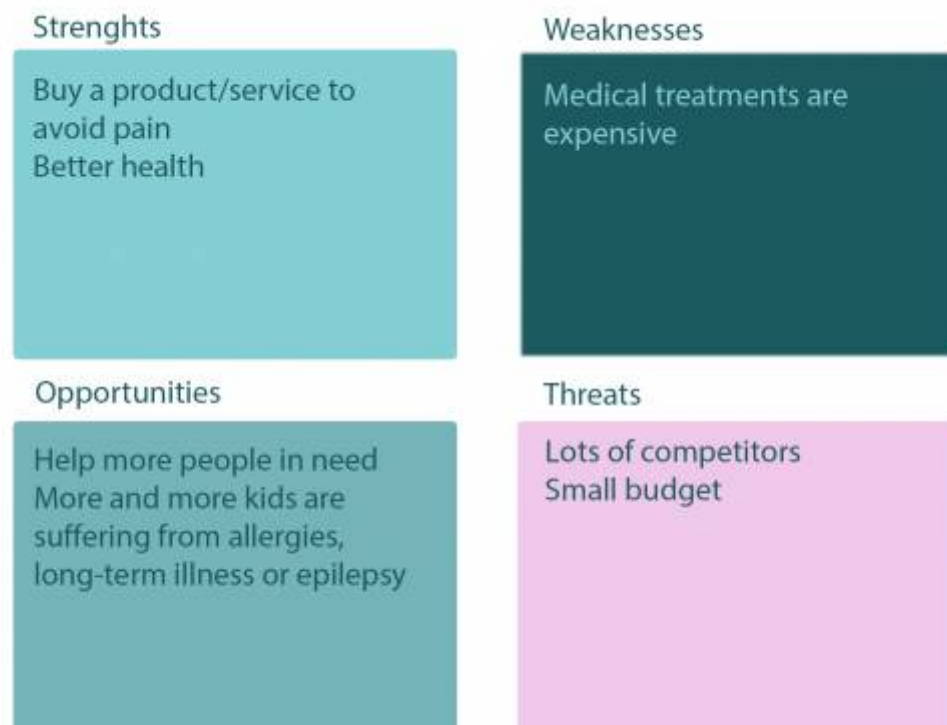 Strenghts
Buy a product/service to
avoid pain
Better health
Weaknesses
Medical treatments are
expensive
Opportunities
Help more people in need
More and more kids are
suffering from allergies,
long-term illness or epilepsy
Threats
Lots of competitors
Small budget